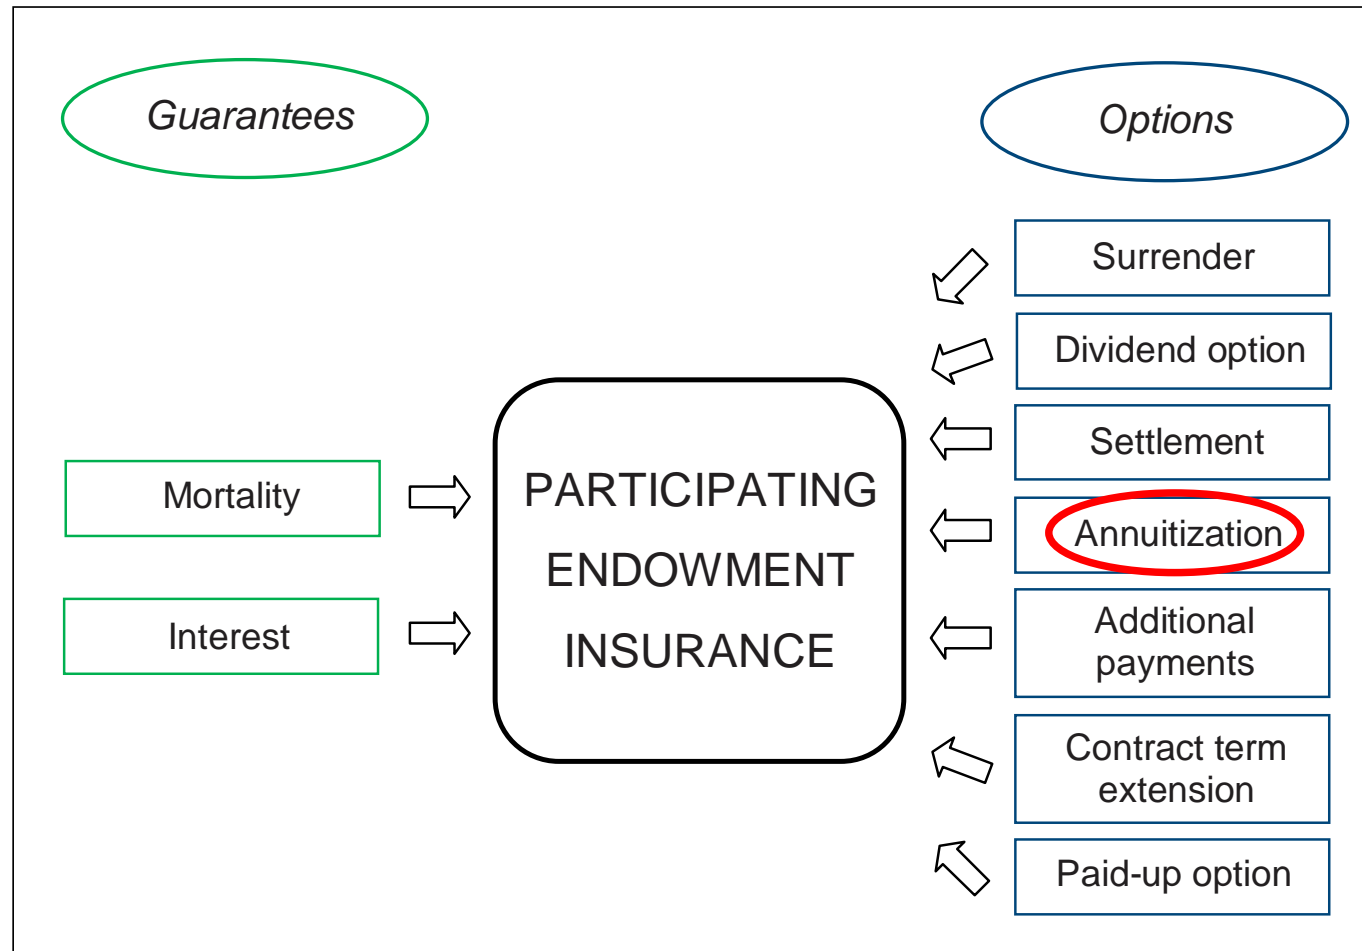 Guarantees
Options
Surrender
Dividend option
Settlement
Annuitization
Additional
payments
Contract term
extension
Paid-up option
Mortality
Interest
PARTICIPATING
ENDOWMENT
INSURANCE